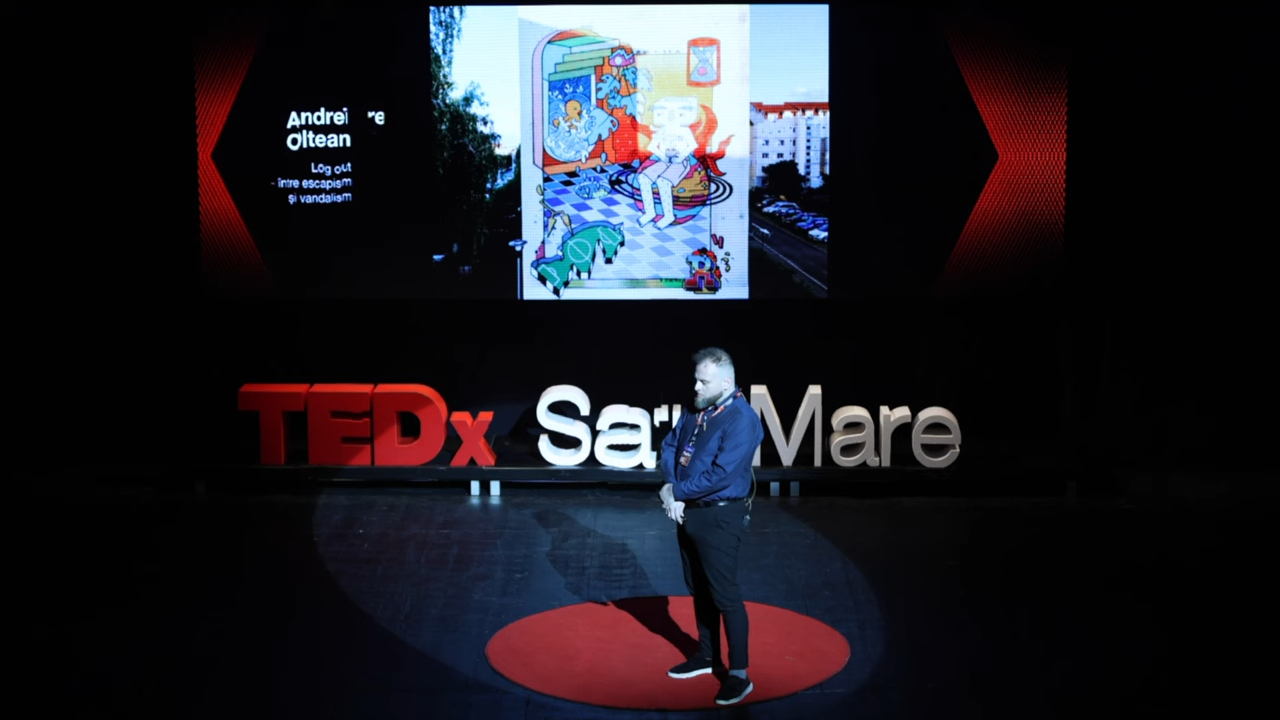 Andrei
Oltean
Log out
- între escapism
și vandalism
TEDx Mare